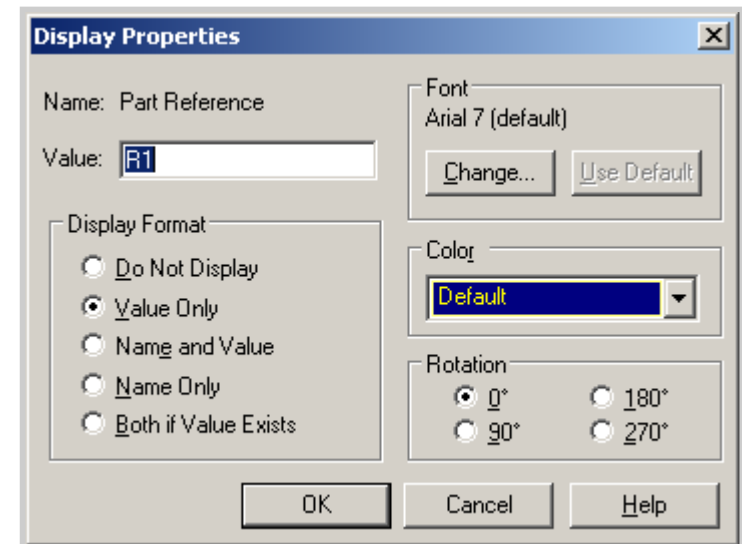 Display Properties
Name: Part Reference
Value: R1
Display Format
Do Not Display
Value Only
Name and Value
Name Only
Both if Value Exists
Font
Arial 7 (default)
Change... Use Default
Color
Default
Rotation
0° 180°
90° 270°
OK Cancel Help